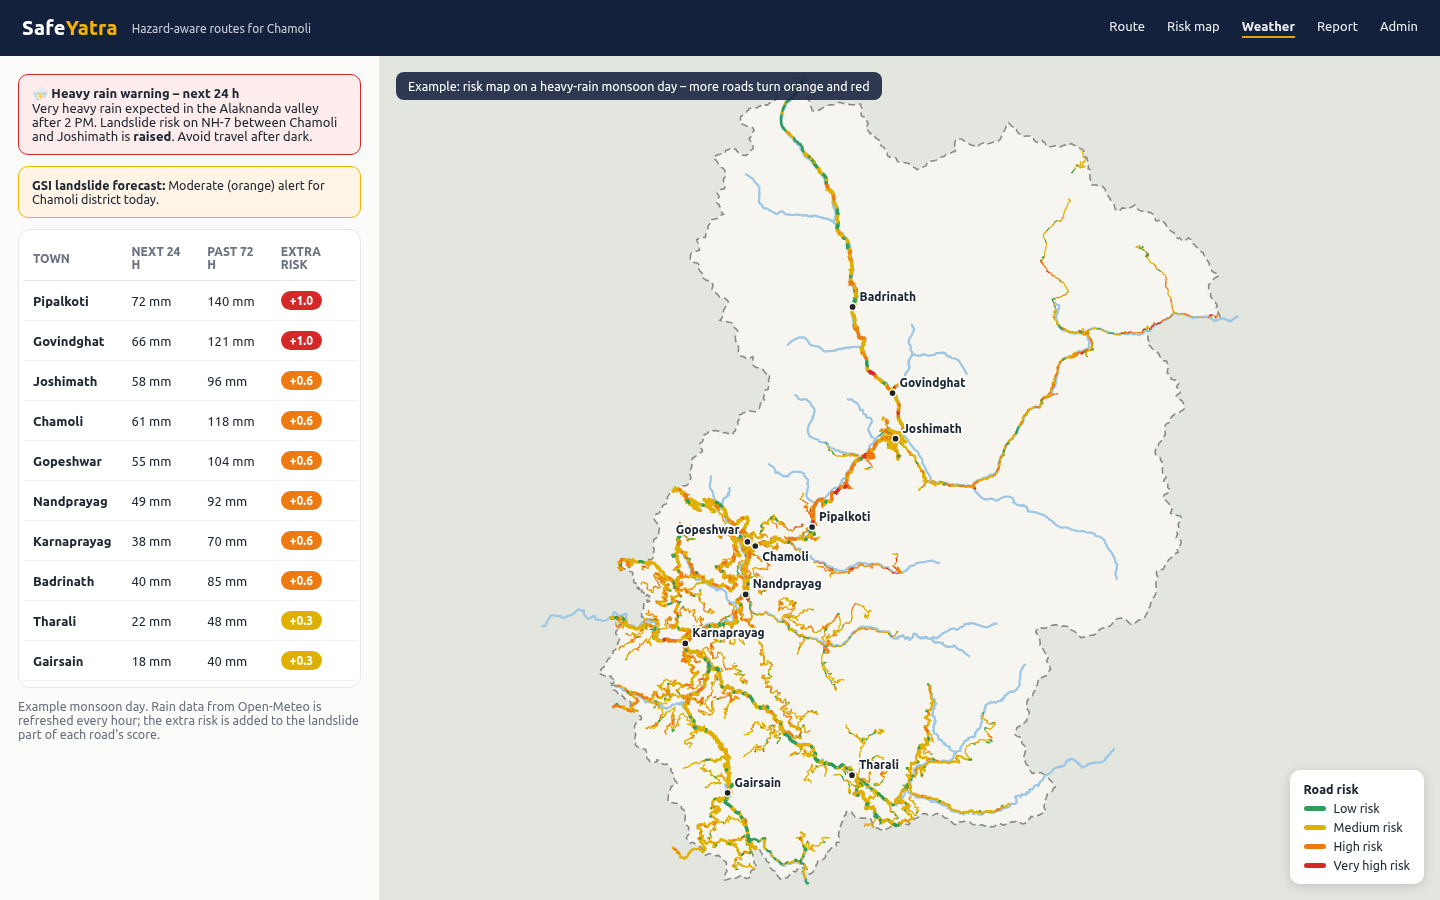 SafeYatra Hazard-aware routes for Chamoli Route Risk map Weather Report Admin
⛈️ Heavy rain warning – next 24 h
Very heavy rain expected in the Alaknanda valley
after 2 PM. Landslide risk on NH-7 between Chamoli
and Joshimath is raised. Avoid travel after dark.
GSI landslide forecast: Moderate (orange) alert for
Chamoli district today.
TOWN NEXT 24 H PAST 72 H EXTRA RISK
Pipalkoti 72 mm 140 mm +1.0
Govindghat 66 mm 121 mm +1.0
Joshimath 58 mm 96 mm +0.6
Chamoli 61 mm 118 mm +0.6
Gopeshwar 55 mm 104 mm +0.6
Nandprayag 49 mm 92 mm +0.6
Karnaprayag 38 mm 70 mm +0.6
Badrinath 40 mm 85 mm +0.6
Tharali 22 mm 48 mm +0.3
Gairsain 18 mm 40 mm +0.3
Example monsoon day. Rain data from Open-Meteo is
refreshed every hour; the extra risk is added to the landslide
part of each road's score.
Example: risk map on a heavy-rain monsoon day – more roads turn orange and red
Badrinath
Govindghat
Joshimath
Pipalkoti
Gopeshwar
Chamoli
Nandprayag
Karnaprayag
Tharali
Gairsain
Road risk
Low risk
Medium risk
High risk
Very high risk